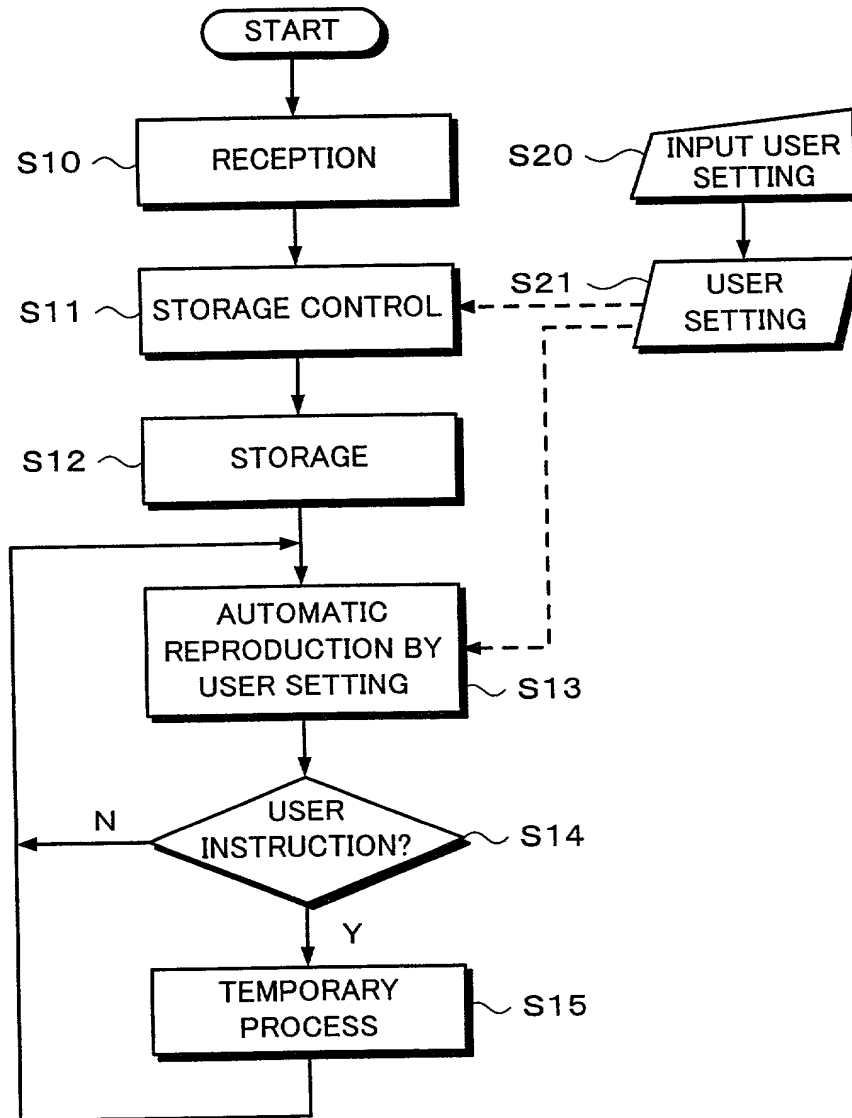 START
S10
RECEPTION
S20
INPUT USER
SETTING
S11
STORAGE CONTROL
S21
USER
SETTING
S12
STORAGE
AUTOMATIC
REPRODUCTION BY
USER SETTING
S13
N
USER
INSTRUCTION?
S14
Y
TEMPORARY
PROCESS
S15